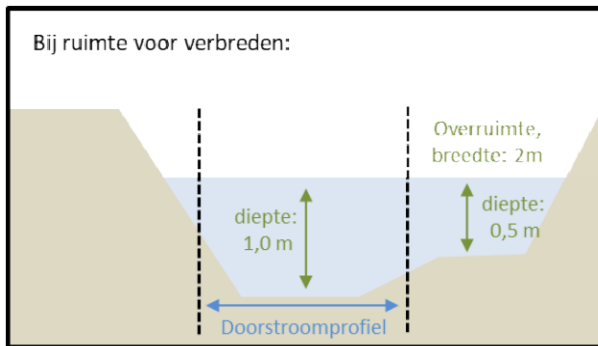 Bij ruimte voor verbreden:
Overruimte,
breedte: 2m
diepte:
1,0 m
diepte:
0,5 m
Doorstroomprofiel